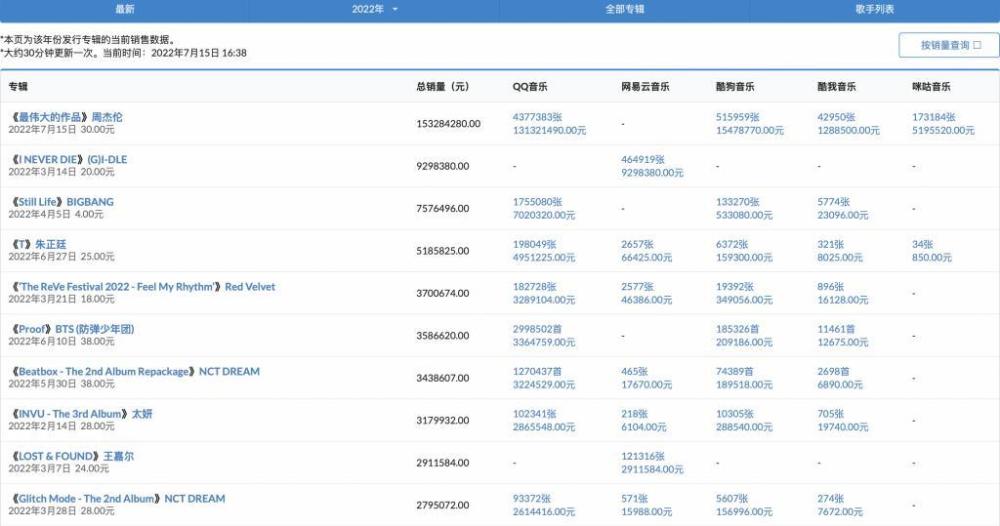 最新 2022年 全部专辑 歌手列表
*本页为该年份发行专辑的当前销售数据。
*大约30分钟更新一次。当前时间：2022年7月15日 16:38
按销量查询
专辑 总销量（元） QQ音乐 网易云音乐 酷狗音乐 酷我音乐 咪咕音乐
《最伟大的作品》周杰伦 4377383张 515959张 42950张 173184张
2022年7月15日 30.00元 153284280.00 131321490.00元 - 15478770.00元 1288500.00元 5195520.00元
《I NEVER DIE》(G)I-DLE 464919张
2022年3月14日 20.00元 9298380.00 - 9298380.00元 - - -
《Still Life》BIGBANG 1755080张 133270张 5774张
2022年4月5日 4.00元 7576496.00 7020320.00元 - 533080.00元 23096.00元 -
《T》朱正廷 198049张 2657张 6372张 321张 34张
2022年6月27日 25.00元 5185825.00 4951225.00元 66425.00元 159300.00元 8025.00元 850.00元
《'The ReVe Festival 2022 - Feel My Rhythm'》Red Velvet 182728张 2577张 19392张 896张
2022年3月21日 18.00元 3700674.00 3289104.00元 46386.00元 349056.00元 16128.00元 -
《Proof》BTS (防弹少年团) 2998502首 185326首 11461首
2022年6月10日 38.00元 3586620.00 3364759.00元 - 209186.00元 12675.00元 -
《Beatbox - The 2nd Album Repackage》NCT DREAM 1270437首 465张 74389首 2698首
2022年5月30日 38.00元 3438607.00 3224529.00元 17670.00元 189518.00元 6890.00元 -
《INVU - The 3rd Album》太妍 102341张 218张 10305张 705张
2022年2月14日 28.00元 3179932.00 2865548.00元 6104.00元 288540.00元 19740.00元 -
《LOST & FOUND》王嘉尔 121316张
2022年3月7日 24.00元 2911584.00 - 2911584.00元 - - -
《Glitch Mode - The 2nd Album》NCT DREAM 93372张 571张 5607张 274张
2022年3月28日 28.00元 2795072.00 2614416.00元 15988.00元 156996.00元 7672.00元 -